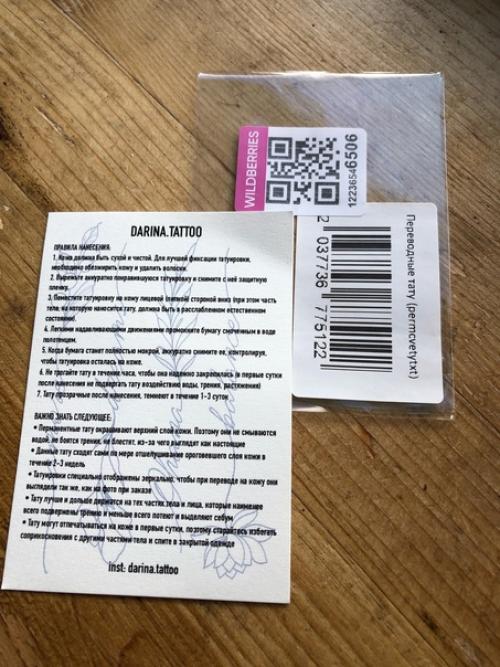 DARINA.TATTOO
ПРАВИЛА НАНЕСЕНИЯ:
1. Кожа должна быть сухой и чистой. Для лучшей фиксации татуировки,
необходимо обезжирить кожу и удалить волоски.
2. Вырежьте аккуратно понравившуюся татуировку и снимите с неё защитную
пленку.
3. Поместите татуировку на кожу лицевой (липкой) стороной вниз (при этом часть
тела, на которую наносится тату, должна быть в расслабленном естественном
состоянии).
4. Легкими надавливающими движениями промокните бумагу смоченным в воде
полотенцем.
5. Когда бумага станет полностью мокрой, аккуратно снимите ее, контролируя,
чтобы татуировка осталась на коже.
6. Не трогайте тату в течение часа, чтобы она надежно закрепилась (в первые сутки
после нанесения не подвергать тату воздействию воды, трения, растяжения)
7. Тату прозрачные после нанесения, темнеют в течение 1-3 суток
ВАЖНО ЗНАТЬ СЛЕДУЮЩЕЕ:
• Перманентные тату окрашивают верхний слой кожи. Поэтому они не смываются
водой, не боятся трения, не блестят, из-за чего выглядят как настоящие
• Данные тату сходят сами по мере отшелушивания ороговевшего слоя кожи в
течение 2-3 недель
• Татуировки специально отображены зеркально, чтобы при переводе на кожу они
выглядели так же, как на фото при заказе
• Тату лучше и дольше держатся на тех частях тела и лица, которые наименее
всего подвержены трению и меньше всего потеют и выделяют себум
• Тату могут отпечатываться на коже в первые сутки, поэтому старайтесь избегать
соприкосновения с другими частями тела и спите в закрытой одежде
inst: darina.tattoo
WILDBERRIES
12236546506
2 037736 775122
Переводные тату (permcvetytxt)